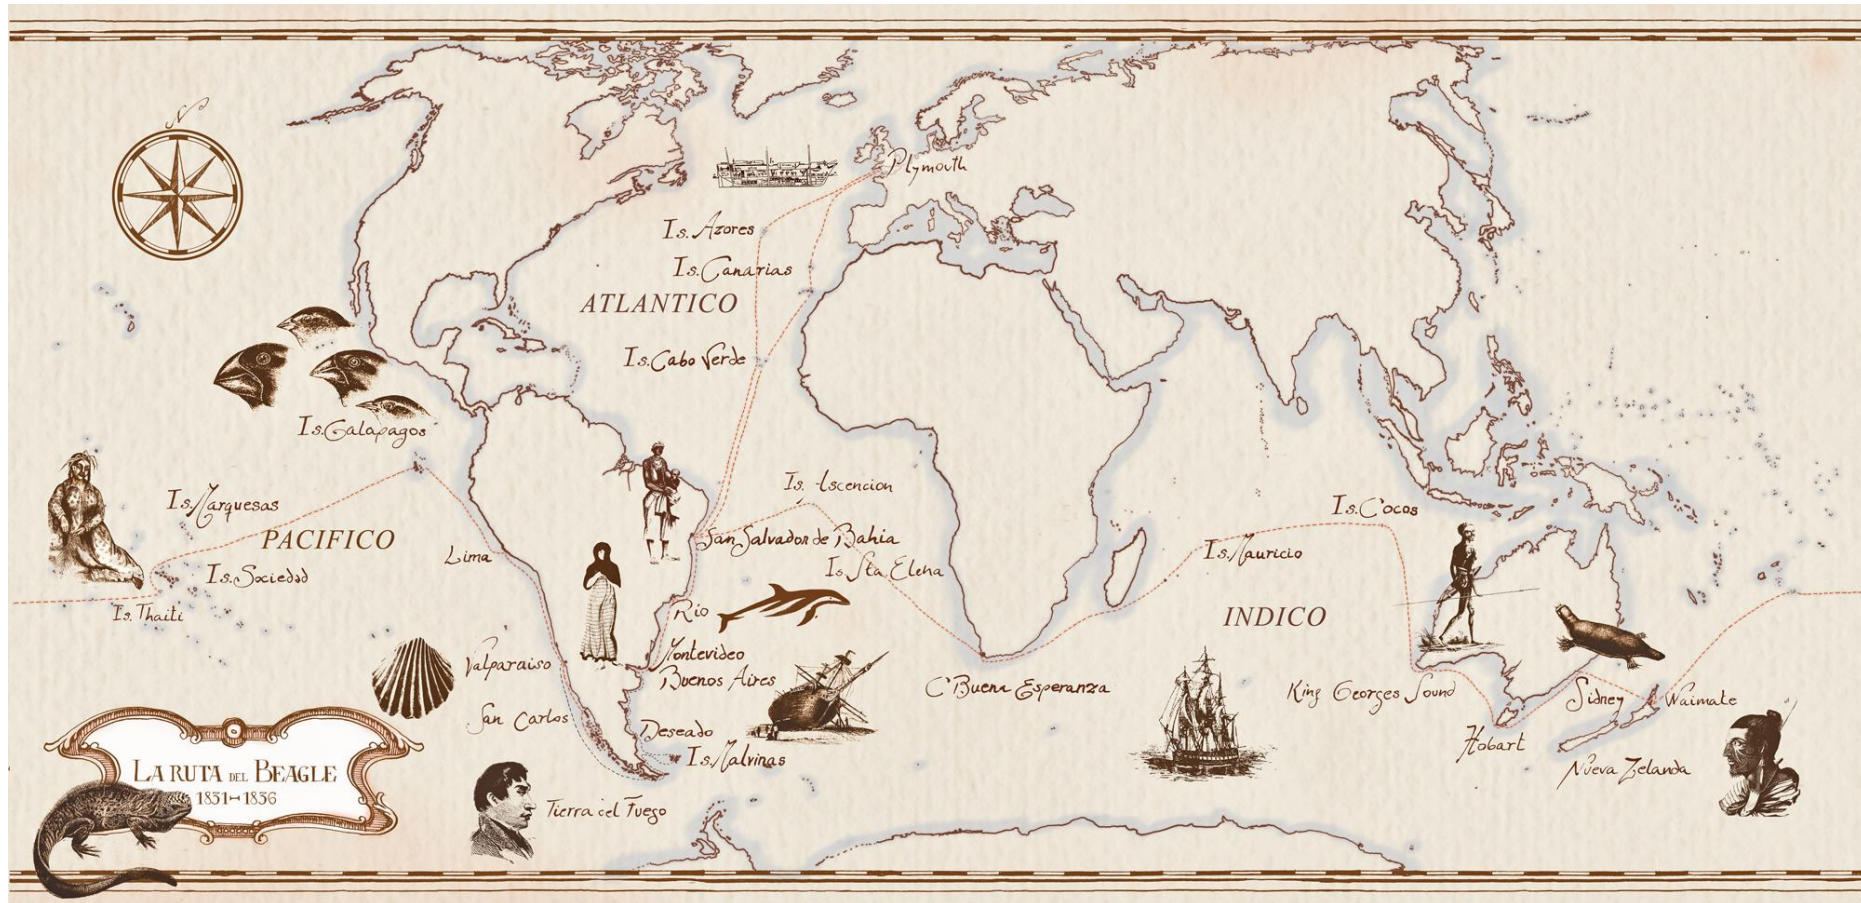 N
Plymouth
Is. Azores
Is. Canarias
ATLANTICO
Is. Cabo Verde
Is. Galapagos
Is. Ascencion
Is. Marquesas
Is. Cocos
PACIFICO
San Salvador de Bahia
Lima
Is. Mauricio
Is. Sta Elena
Is. Sociedad
Is. Thaiti
Rio
INDICO
Montevideo
Valparaiso
Buenos Aires
C Buena Esperanza
King Georges Sound
Sidney
Waimate
San Carlos
Deseado
Hobart
Is. Malvinas
Nueva Zelanda
LA RUTA DEL BEAGLE
1831-1836
Tierra del Fuego